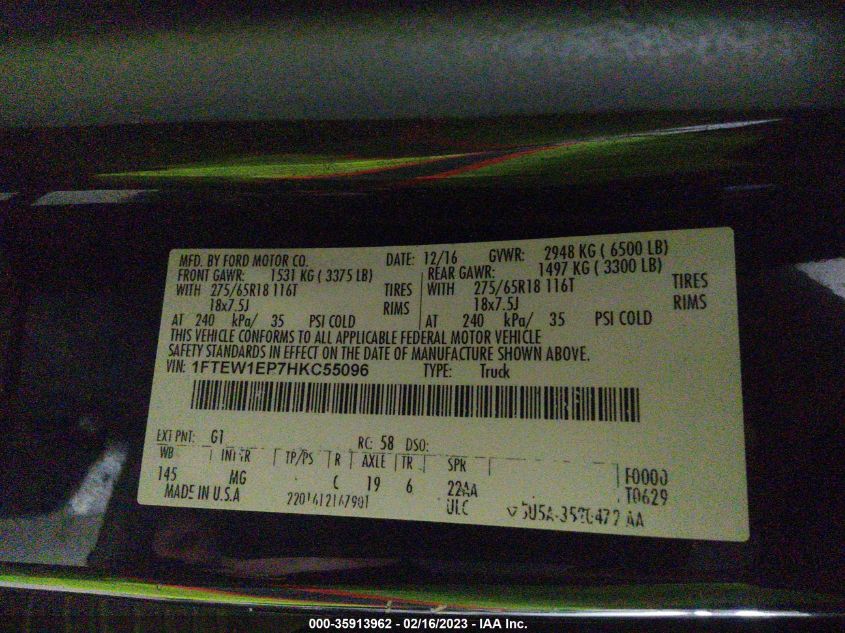 MFD. BY FORD MOTOR CO. DATE: 12/16 GVWR: 2948 KG ( 6500 LB)
FRONT GAWR: 1531 KG ( 3375 LB) REAR GAWR: 1497 KG ( 3300 LB)
WITH 275/65R18 116T TIRES WITH 275/65R18 116T TIRES
18x7.5J RIMS 18x7.5J RIMS
AT 240 kPa/ 35 PSI COLD AT 240 kPa/ 35 PSI COLD
THIS VEHICLE CONFORMS TO ALL APPLICABLE FEDERAL MOTOR VEHICLE
SAFETY STANDARDS IN EFFECT ON THE DATE OF MANUFACTURE SHOWN ABOVE.
VIN: 1FTEW1EP7HKC55096 TYPE: Truck
EXT PNT: G1 RC: 58 DSO:
WB INT TR TP/PS R AXLE TR SPR
145 MG C 19 6 22AA F0000
MADE IN U.S.A 2201612167901 ULC T0629
000-35913962 - 02/16/2023 - IAA Inc.